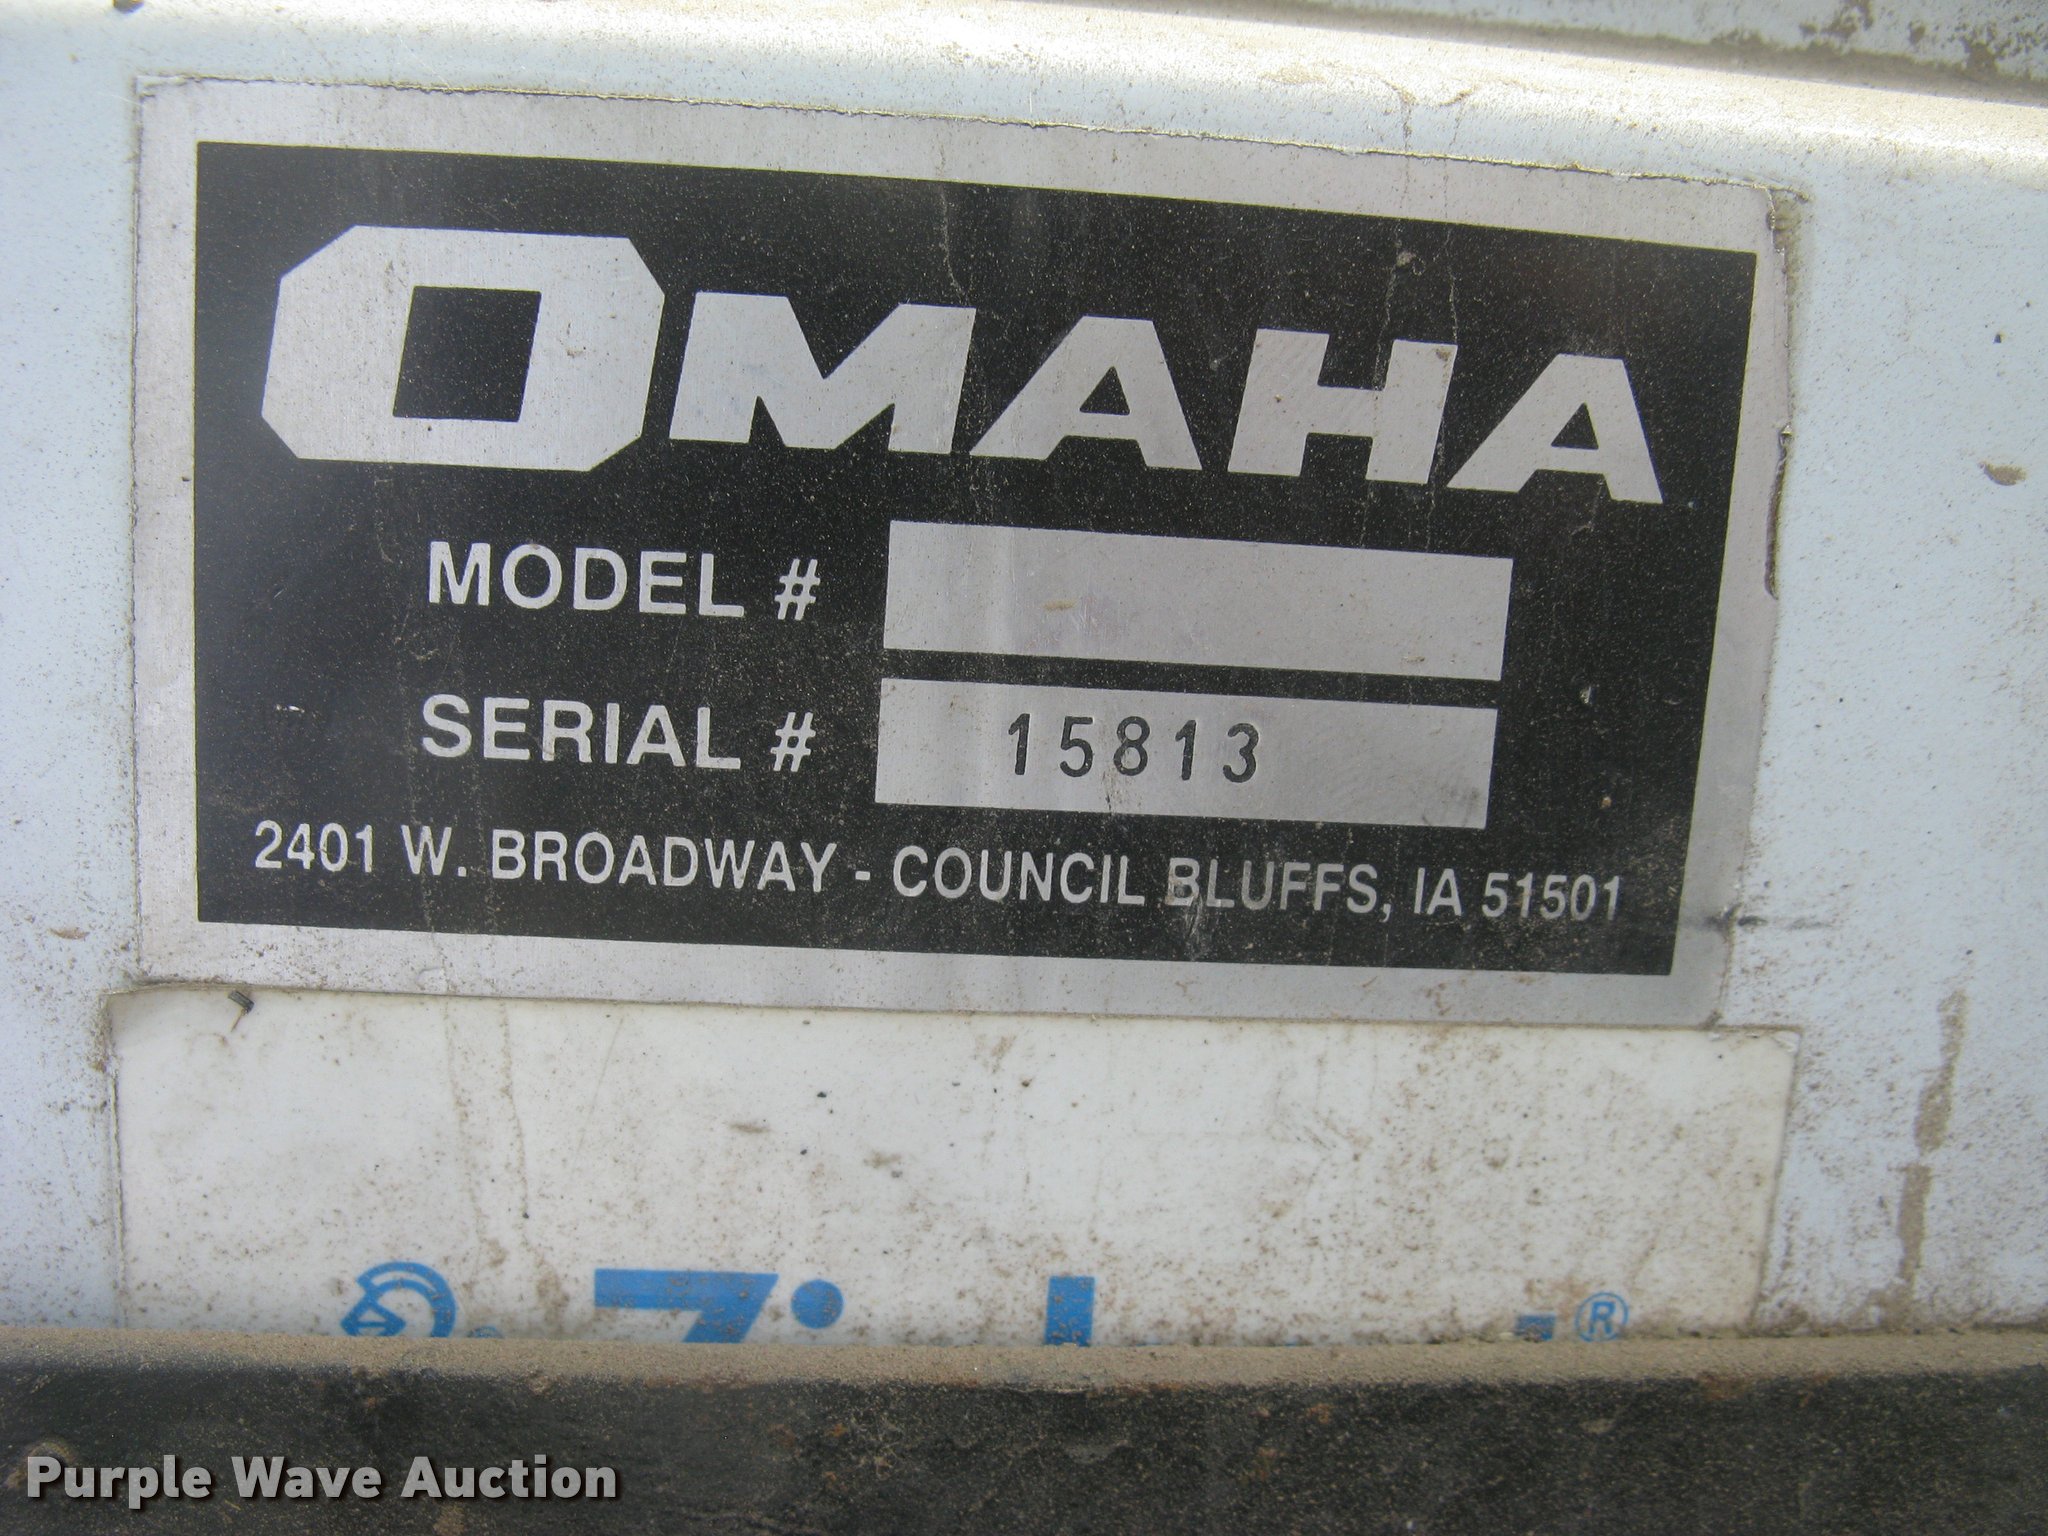 OMAHA
MODEL #
SERIAL # 15813
2401 W. BROADWAY - COUNCIL BLUFFS, IA 51501
®
Purple Wave Auction